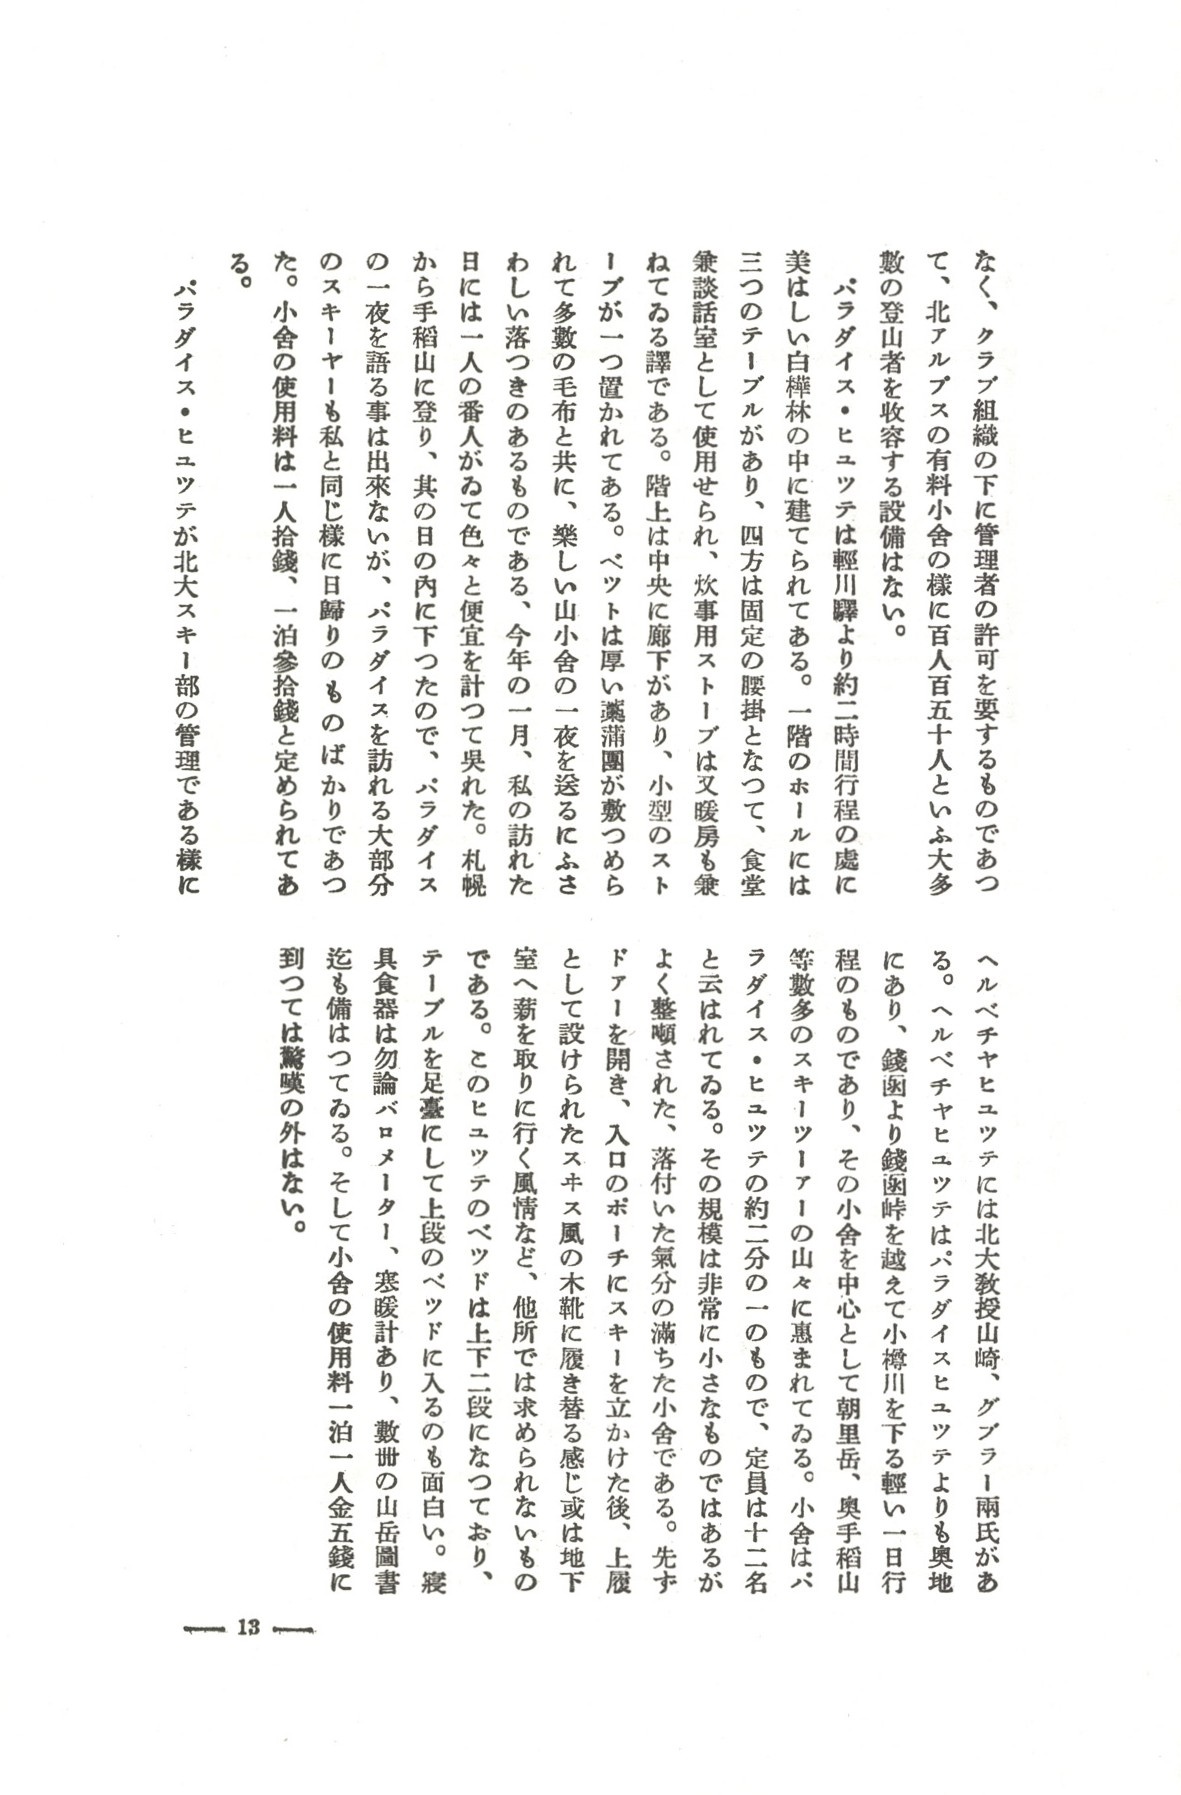 なく、クラブ組織の下に管理者の許可を要するものであつ
て、北アルプスの有料小舍の樣に百人百五十人といふ大多
數の登山者を收容する設備はない。
パラダイス・ヒユツテは輕川驛より約二時間行程の處に
美はしい白樺林の中に建てられてある。一階のホールには
三つのテーブルがあり、四方は固定の腰掛となつて、食堂
兼談話室として使用せられ、炊事用ストーブは又暖房も兼
ねてゐる譯である。階上は中央に廊下があり、小型のスト
ーブが一つ置かれてある。ベツトは厚い藁蒲團が敷つめら
れて多數の毛布と共に、樂しい山小舍の一夜を送るにふさ
わしい落つきのあるものである、今年の一月、私の訪れた
日には一人の番人がゐて色々と便宜を計つて吳れた。札幌
から手稻山に登り、其の日の內に下つたので、パラダイス
の一夜を語る事は出來ないが、パラダイスを訪れる大部分
のスキーヤーも私と同じ樣に日歸りのものばかりであつ
た。小舍の使用料は一人拾錢、一泊參拾錢と定められてあ
る。
パラダイス・ヒユツテが北大スキー部の管理である樣に
ヘルベチヤヒユツテには北大敎授山崎、グブラー兩氏があ
る。ヘルベチヤヒユツテはパラダイスヒユツテよりも奧地
にあり、錢函より錢函峠を越えて小樽川を下る輕い一日行
程のものであり、その小舍を中心として朝里岳、奧手稻山
等數多のスキーツーァーの山々に惠まれてゐる。小舍はパ
ラダイス・ヒユツテの約二分の一のもので、定員は十二名
と云はれてゐる。その規模は非常に小さなものではあるが
よく整頓された、落付いた氣分の滿ちた小舍である。先ず
ドアーを開き、入口のポーチにスキーを立かけた後、上履
として設けられたスヰス風の木靴に履き替る感じ或は地下
室へ薪を取りに行く風情など、他所では求められないもの
である。このヒユツテのベツドは上下二段になつており、
テーブルを足臺にして上段のベツドに入るのも面白い。寢
具食器は勿論バロメーター、寒暖計あり、數冊の山岳圖書
迄も備はつてゐる。そして小舍の使用料一泊一人金五錢に
到つては驚嘆の外はない。
13